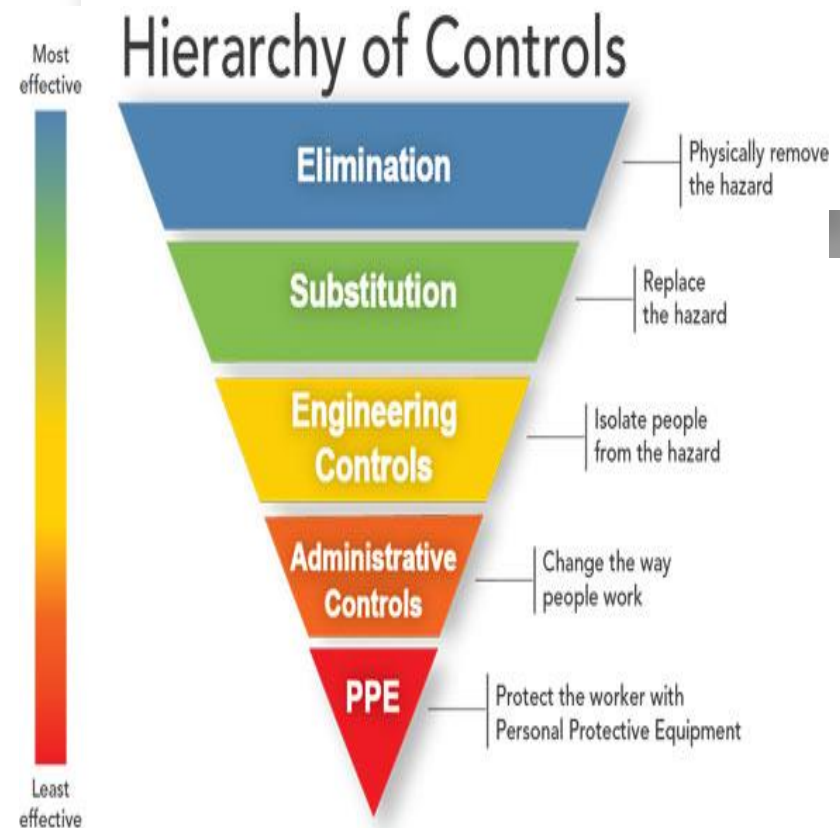 Hierarchy of Controls
Most
effective
Elimination
Physically remove
the hazard
Substitution
Replace
the hazard
Engineering
Controls
Isolate people
from the hazard
Administrative
Controls
Change the way
people work
PPE
Protect the worker with
Personal Protective Equipment
Least
effective